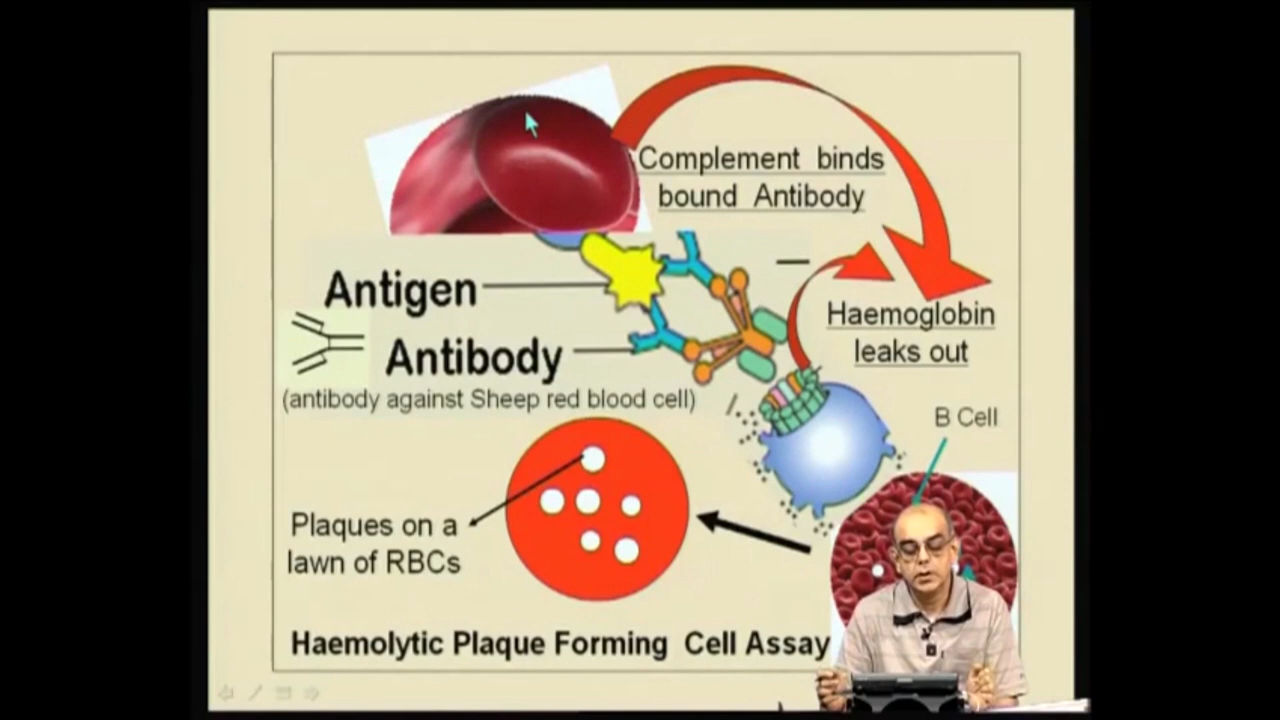 Complement binds
bound Antibody
Antigen
Antibody
(antibody against Sheep red blood cell)
Haemoglobin
leaks out
B Cell
Plaques on a
lawn of RBCs
Haemolytic Plaque Forming Cell Assay